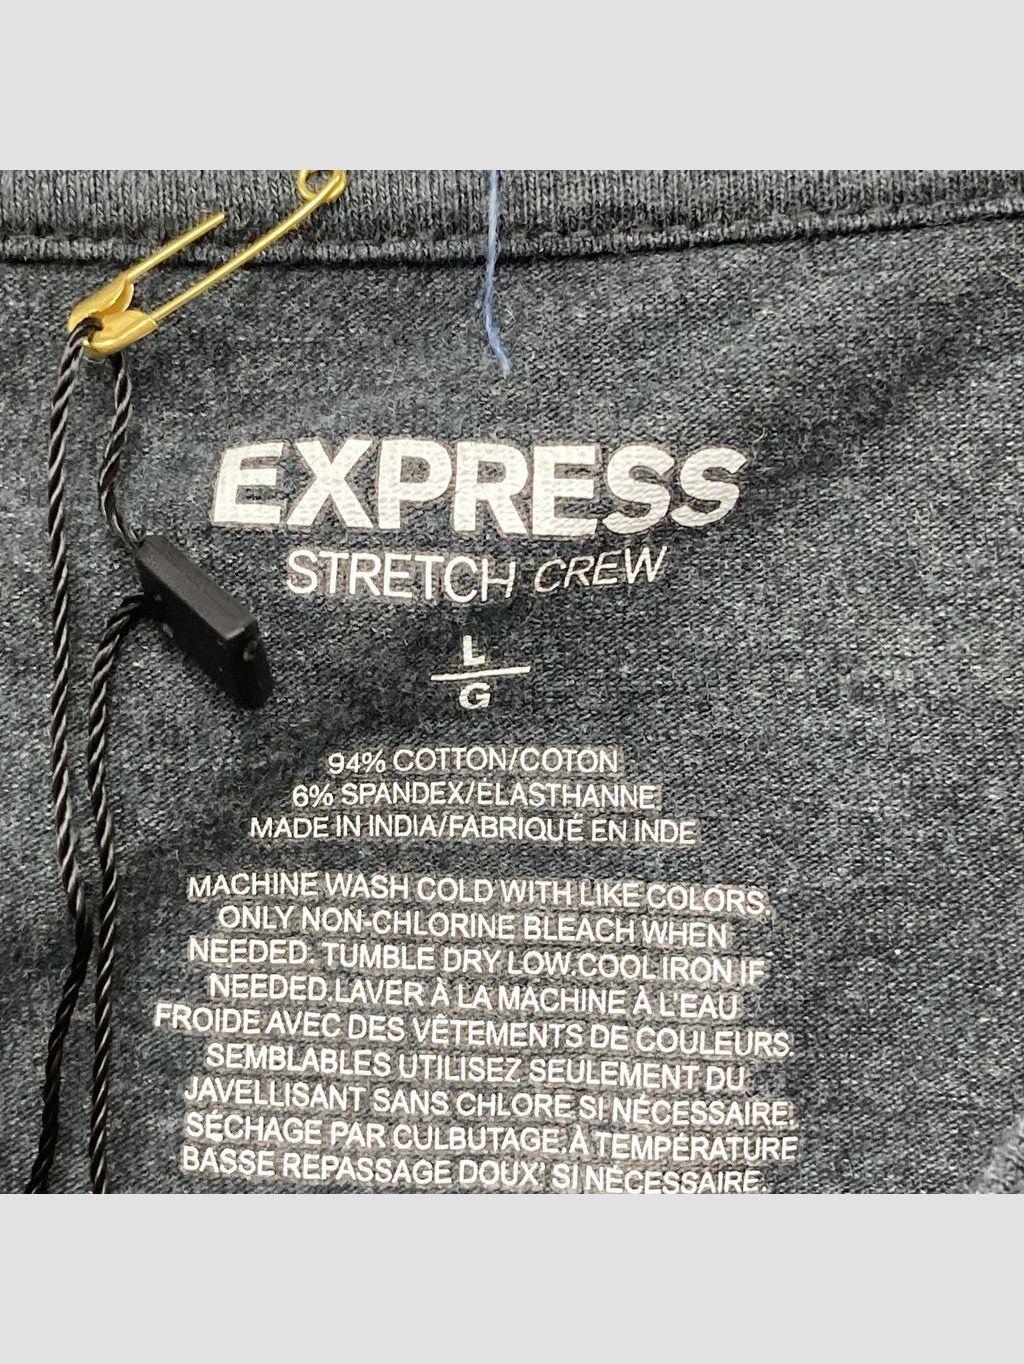 EXPRESS
STRETCH CREW
L
G
94% COTTON/COTON
6% SPANDEX/ÉLASTHANNE
MADE IN INDIA/FABRIQUÉ EN INDE
MACHINE WASH COLD WITH LIKE COLORS.
ONLY NON-CHLORINE BLEACH WHEN
NEEDED. TUMBLE DRY LOW.COOL IRON IF
NEEDED.LAVER À LA MACHINE À L'EAU
FROIDE AVEC DES VÊTEMENTS DE COULEURS.
SEMBLABLES UTILISEZ SEULEMENT DU
JAVELLISANT SANS CHLORE SI NÉCESSAIRE.
SÉCHAGE PAR CULBUTAGE.À TEMPÉRATURE
BASSE REPASSAGE DOUX' SI NÉCESSAIRE.